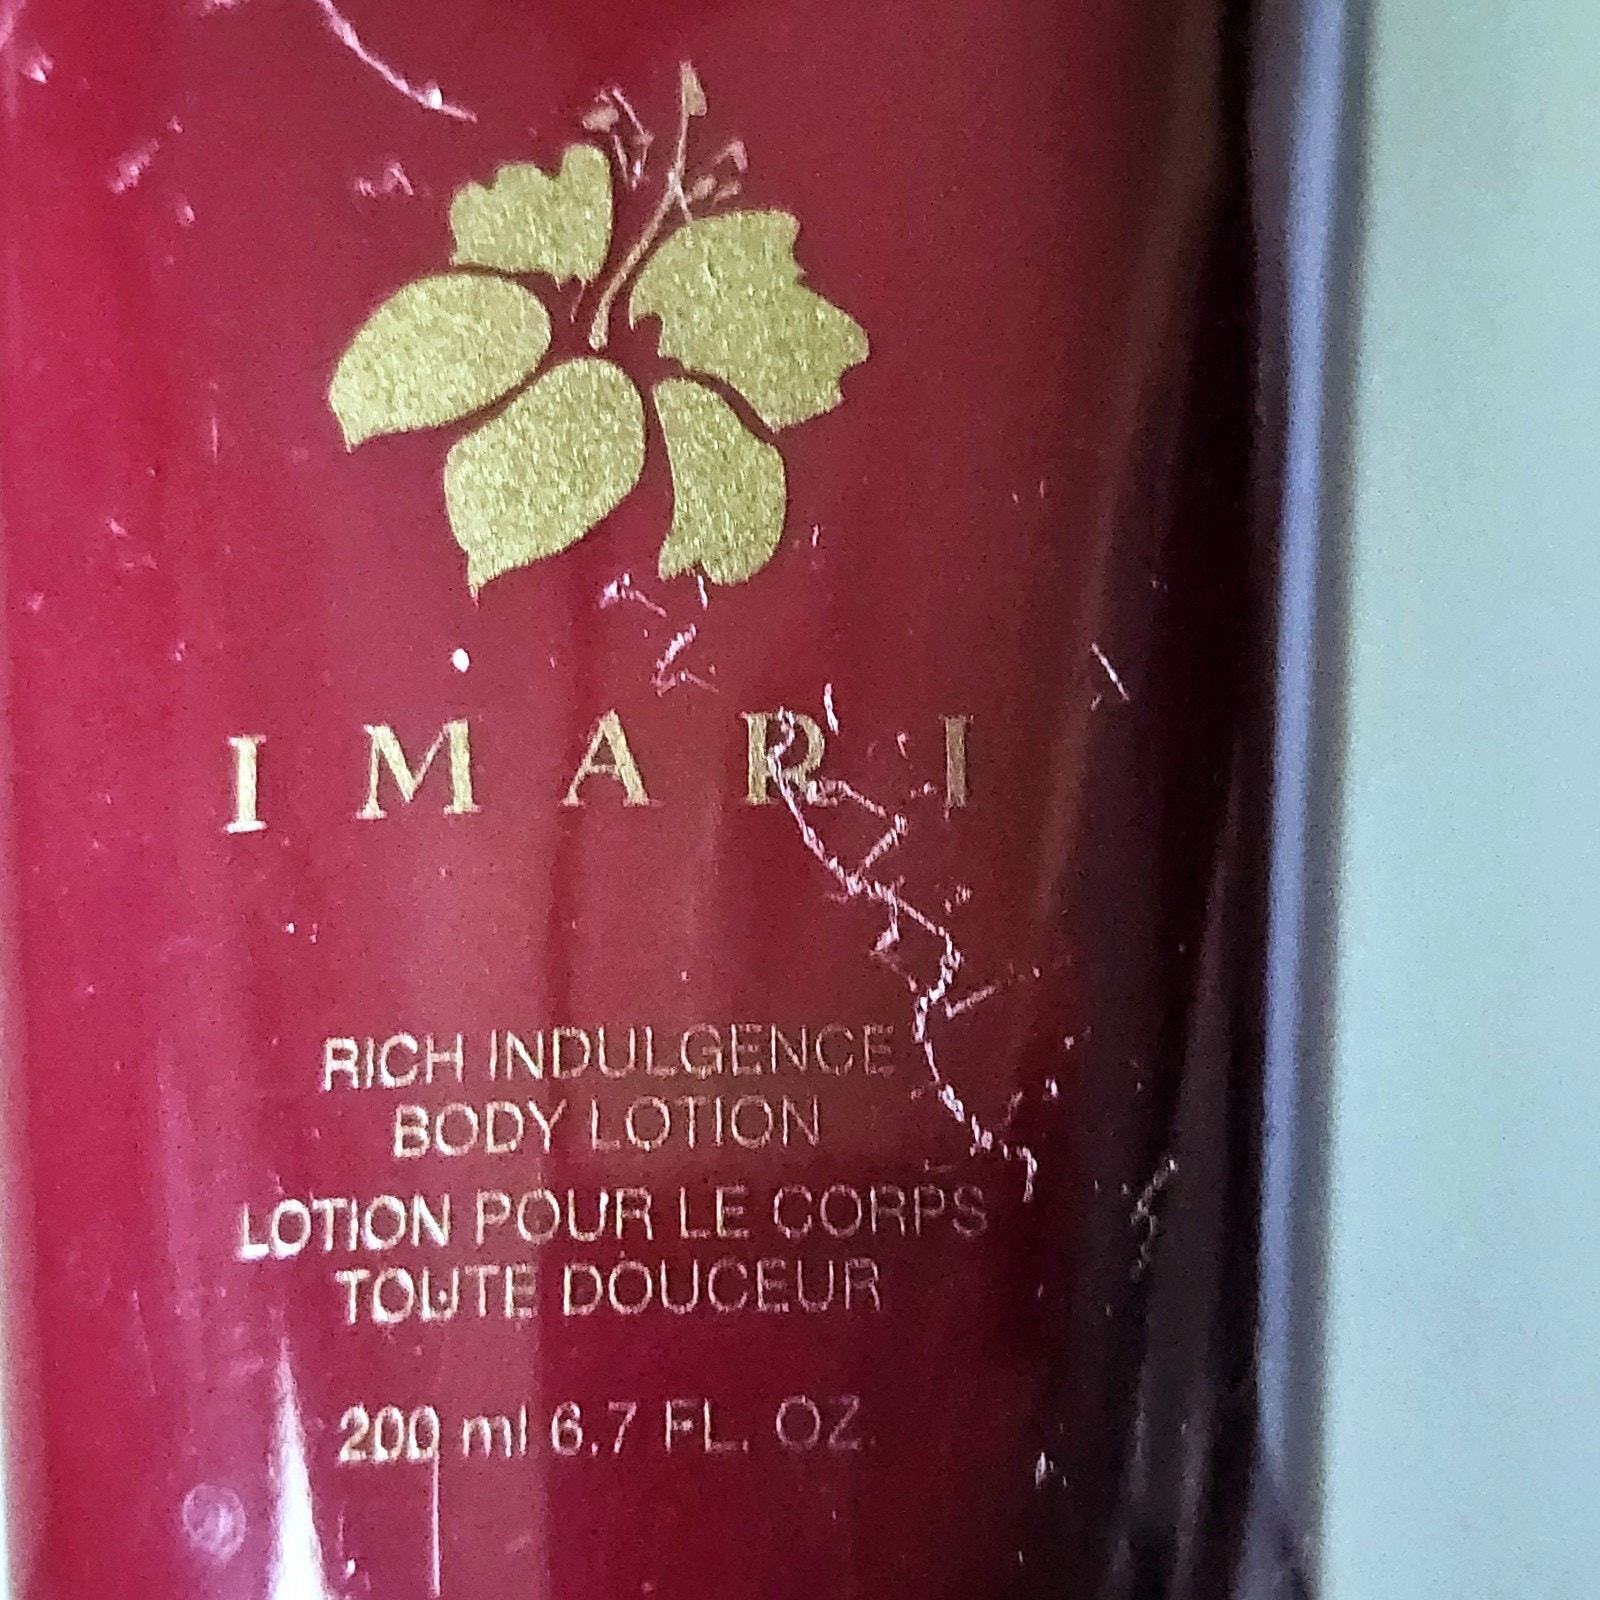 IMARI
RICH INDULGENCE
BODY LOTION
LOTION POUR LE CORPS
TOUTE DOUCEUR
200 ml 6.7 FL. OZ.